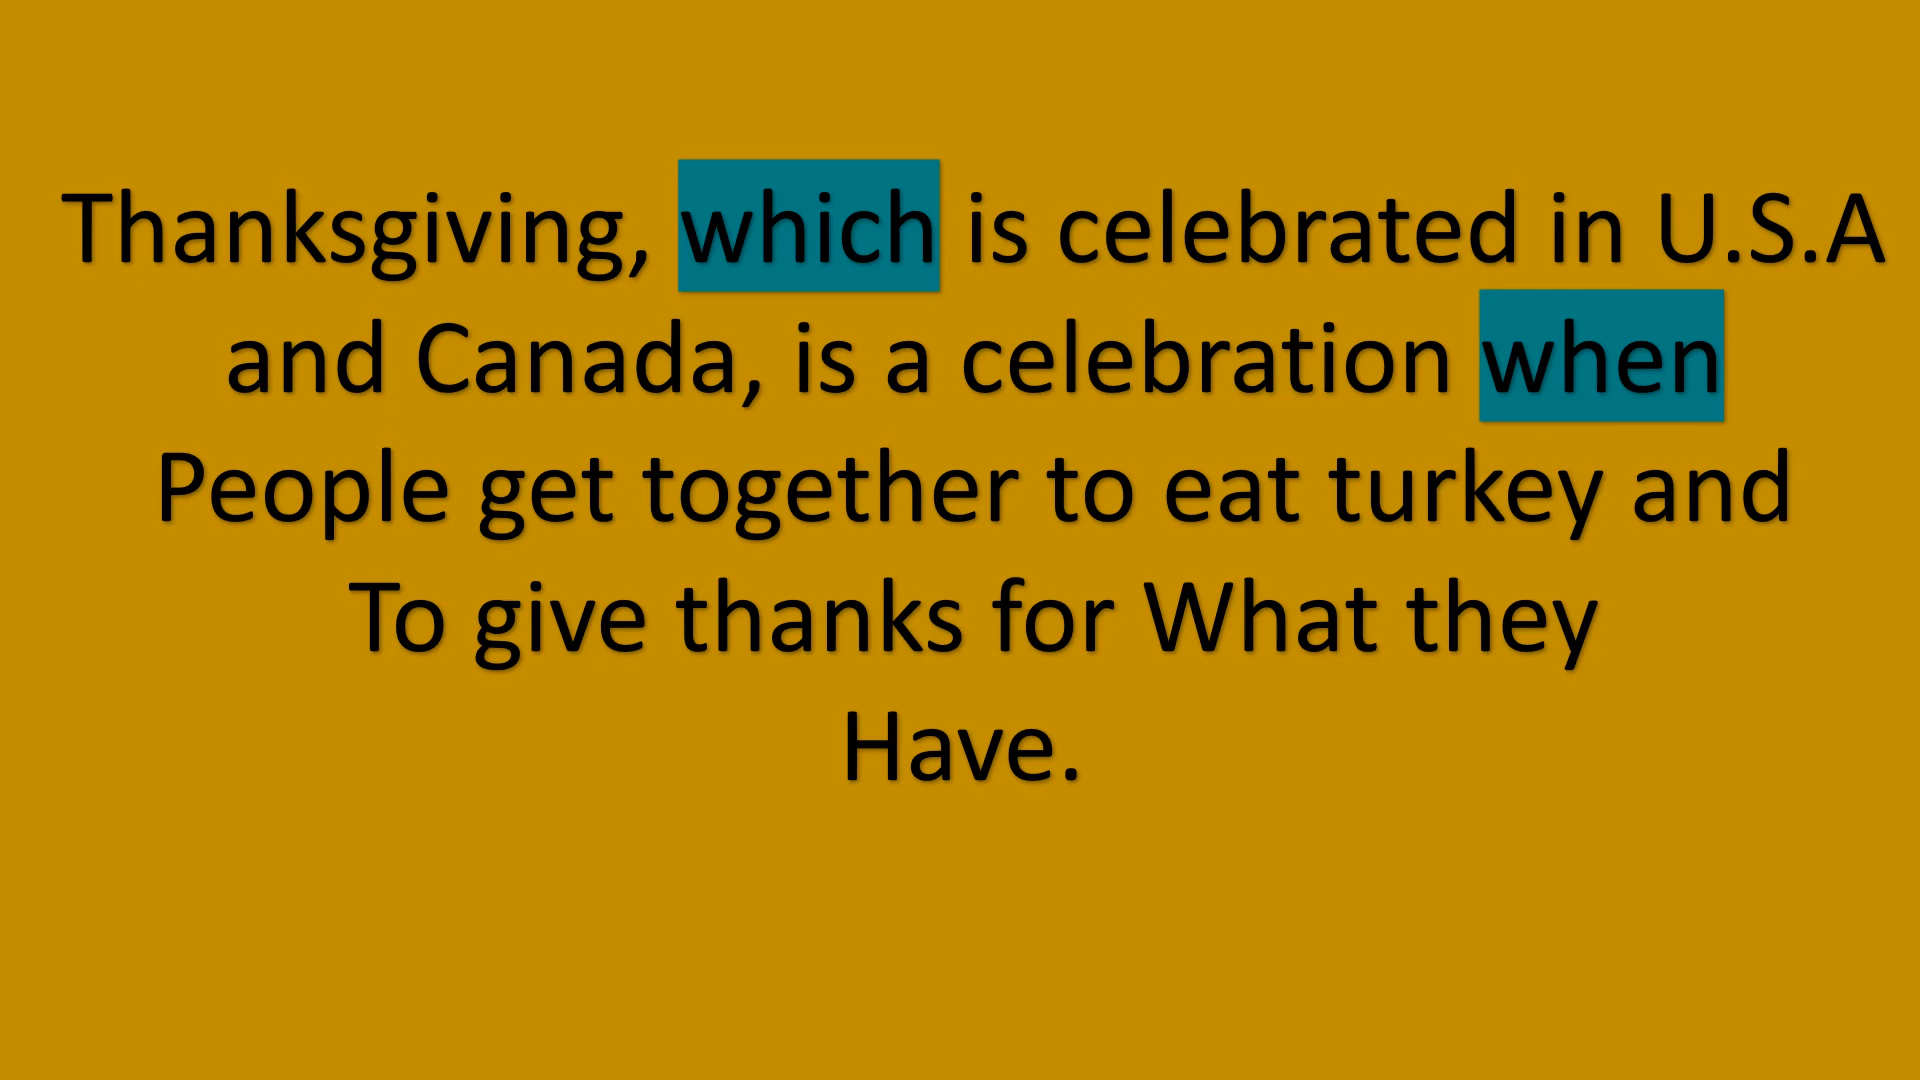 Thanksgiving, which is celebrated in U.S.A
and Canada, is a celebration when
People get together to eat turkey and
To give thanks for What they
Have.